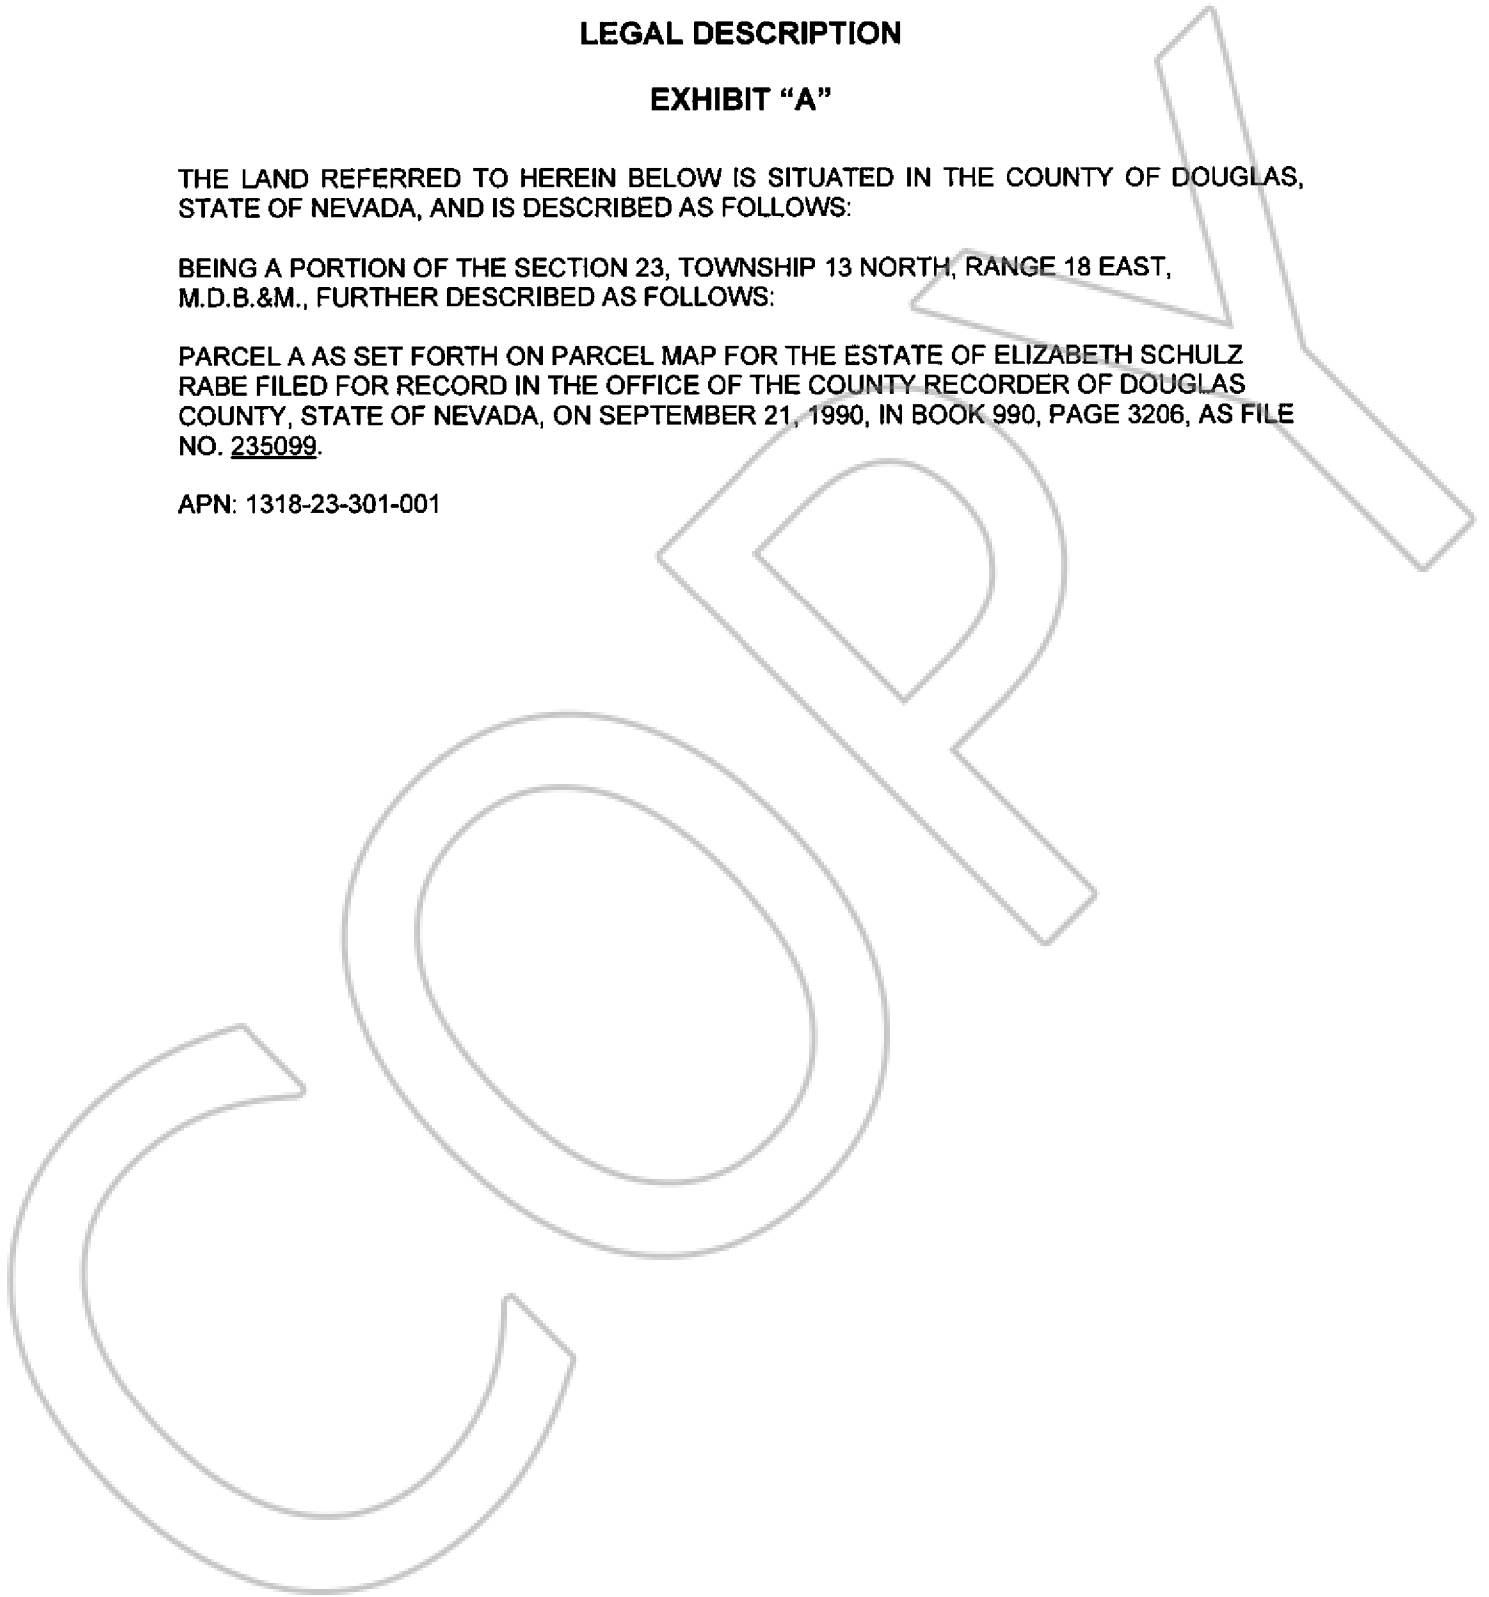 LEGAL DESCRIPTION
EXHIBIT “A”
THE LAND REFERRED TO HEREIN BELOW IS SITUATED IN THE COUNTY OF DOUGLAS,
STATE OF NEVADA, AND IS DESCRIBED AS FOLLOWS:
BEING A PORTION OF THE SECTION 23, TOWNSHIP 13 NORTH, RANGE 18 EAST,
M.D.B.&M., FURTHER DESCRIBED AS FOLLOWS:
PARCEL A AS SET FORTH ON PARCEL MAP FOR THE ESTATE OF ELIZABETH SCHULZ
RABE FILED FOR RECORD IN THE OFFICE OF THE COUNTY RECORDER OF DOUGLAS
COUNTY, STATE OF NEVADA, ON SEPTEMBER 21, 1990, IN BOOK 990, PAGE 3206, AS FILE
NO. 235099.
APN: 1318-23-301-001
COPY